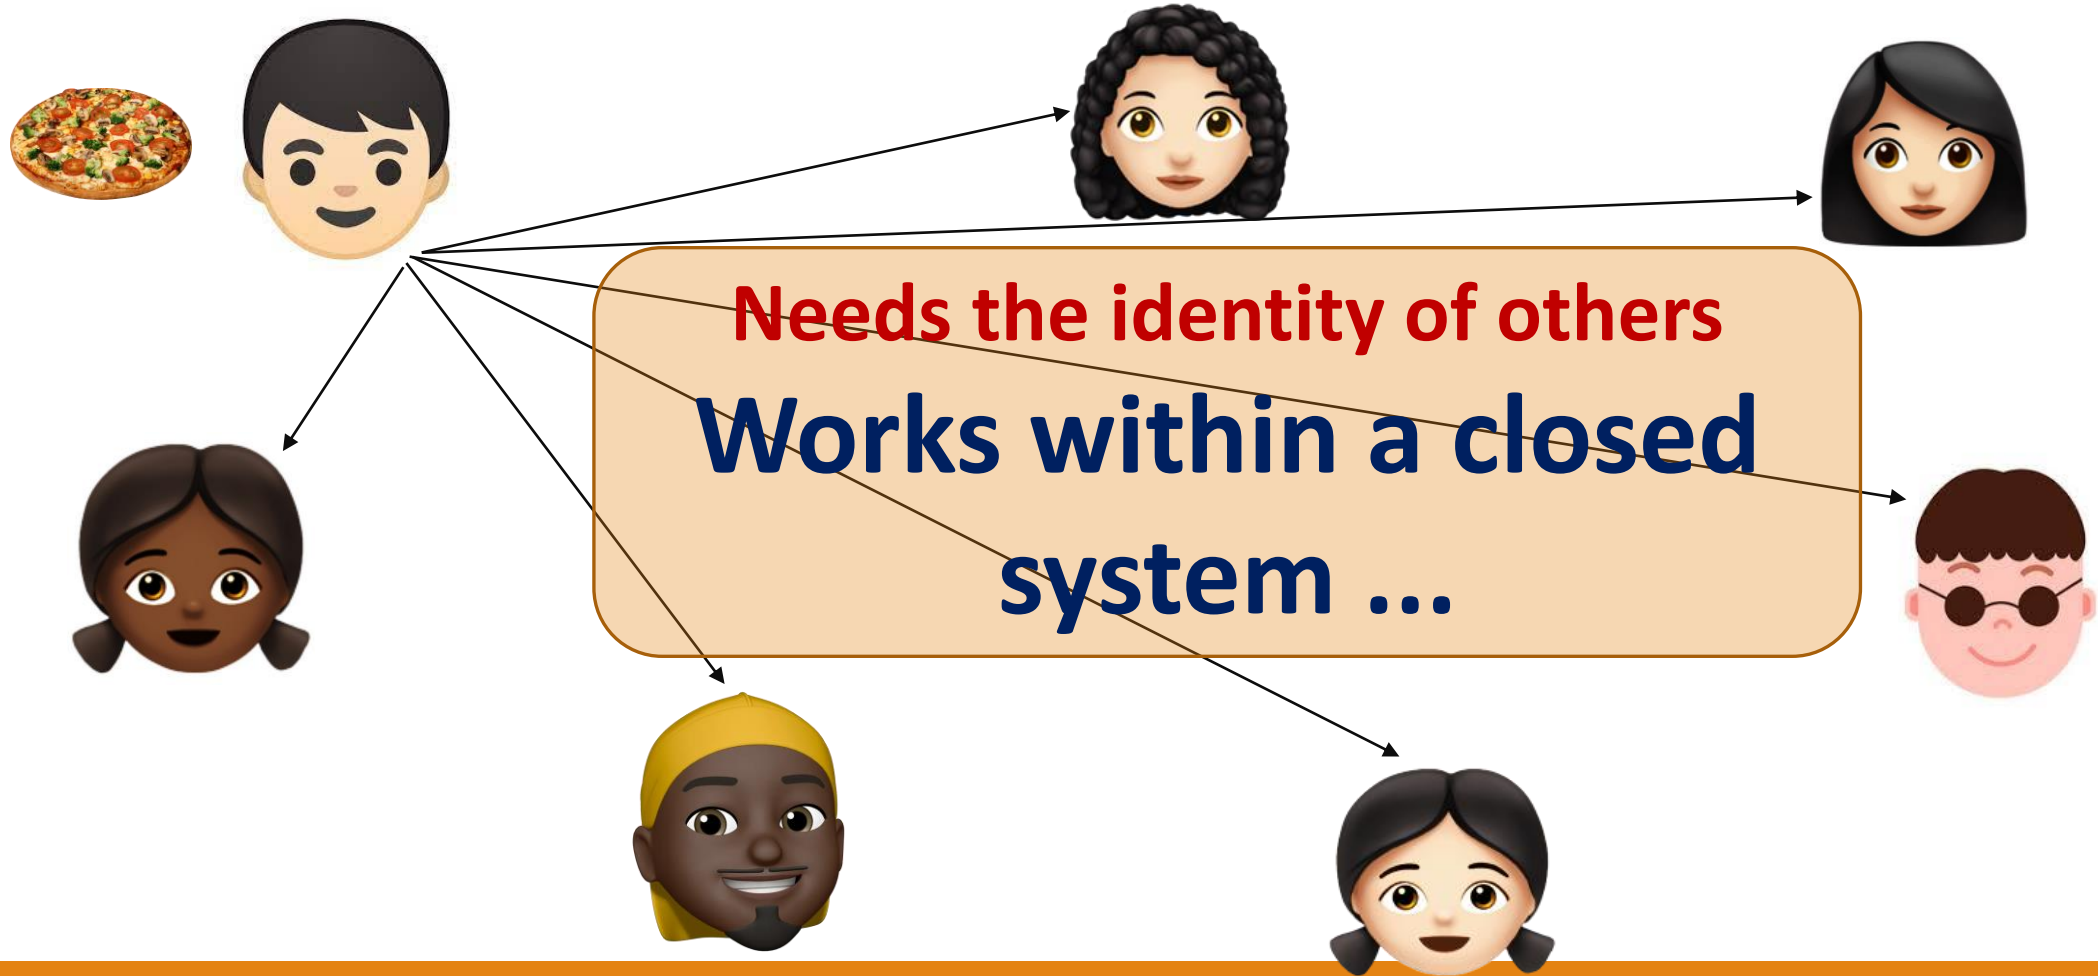 Needs the identity of others
Works within a closed
system ...